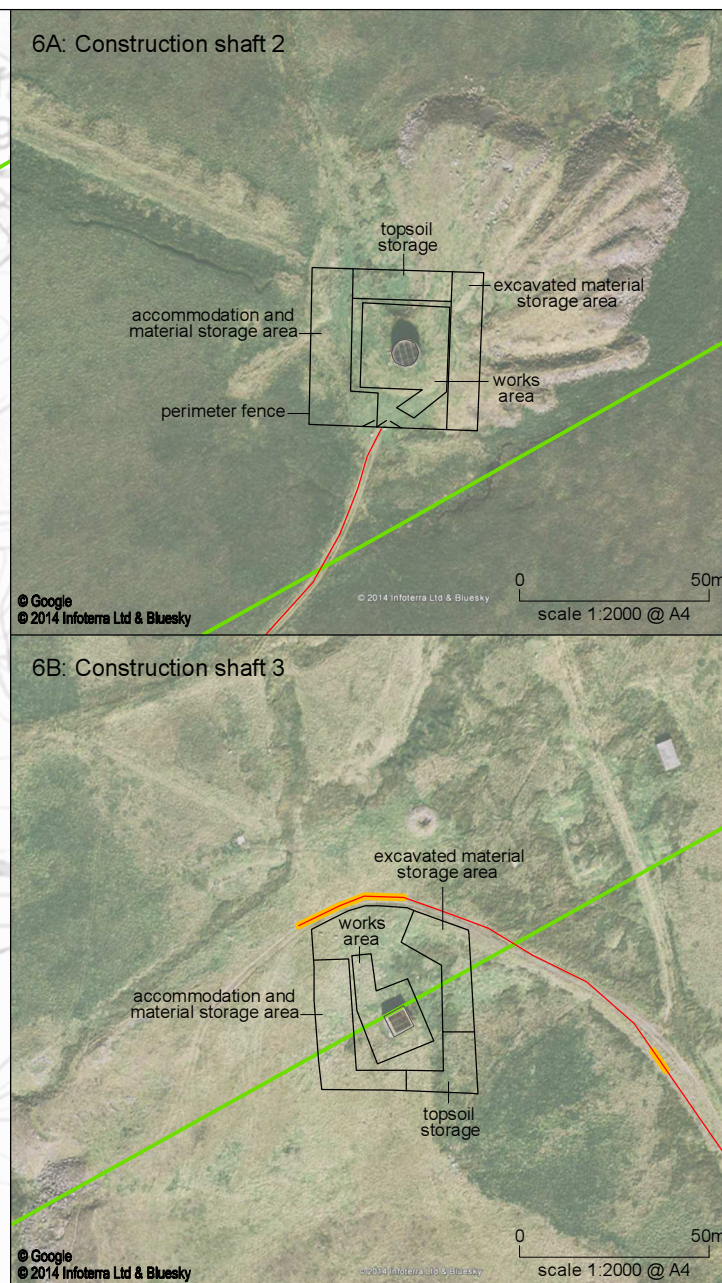 6A: Construction shaft 2
topsoil
storage
excavated material
storage area
accommodation and
material storage area
works
area
perimeter fence
0
50m
scale 1:2000 @ A4
© Google
© 2014 Infoterra Ltd & Bluesky
© 2014 Infoterra Ltd & Bluesky
6B: Construction shaft 3
excavated material
storage area
works
area
accommodation and
material storage area
topsoil
storage
0
50m
scale 1:2000 @ A4
© Google
© 2014 Infoterra Ltd & Bluesky
© 2014 Infoterra Ltd & Bluesky